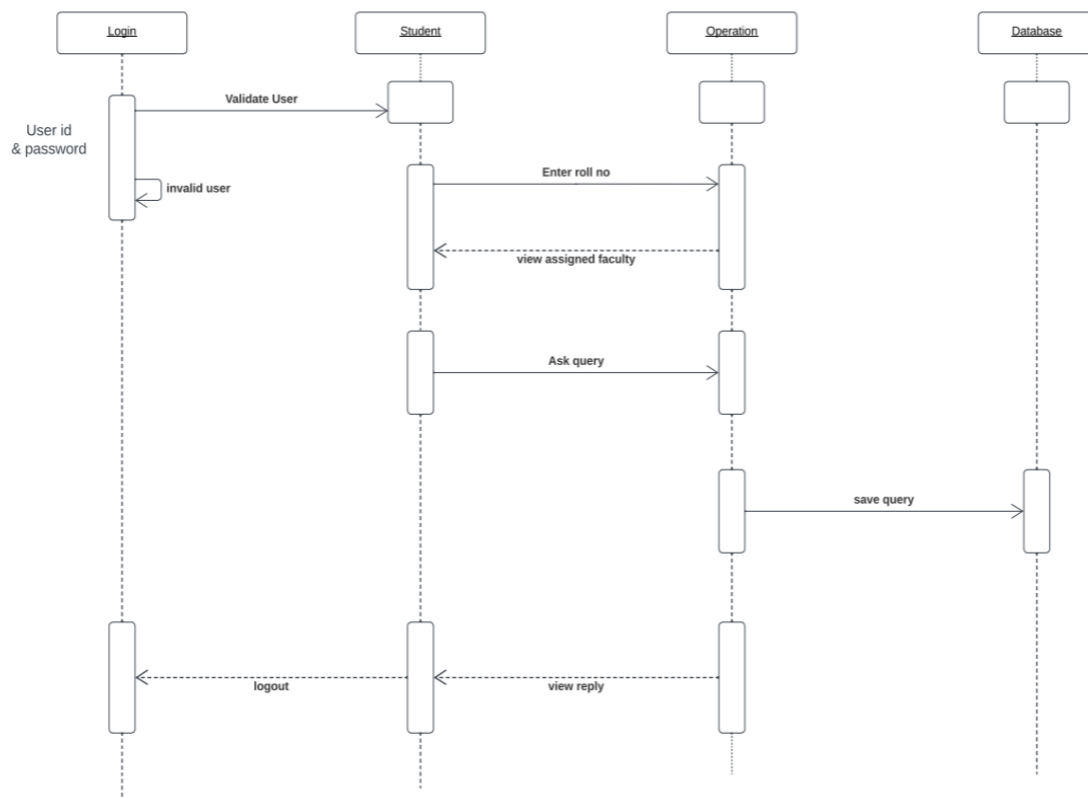 Login
Student
Operation
Database
Validate User
User id
& password
Enter roll no
invalid user
view assigned faculty
Ask query
save query
logout
view reply